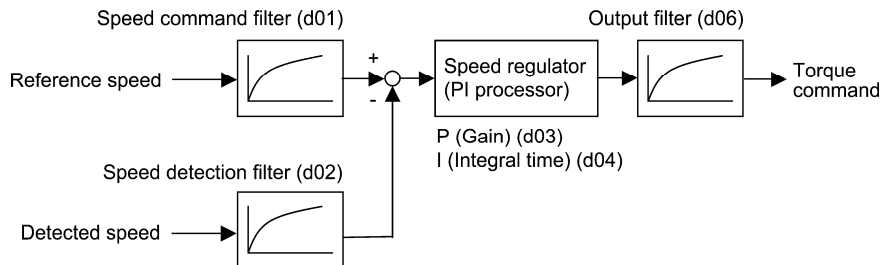 Speed command filter (d01)
Output filter (d06)
Reference speed
+
-
Speed regulator
(PI processor)
Torque
command
P (Gain) (d03)
I (Integral time) (d04)
Speed detection filter (d02)
Detected speed